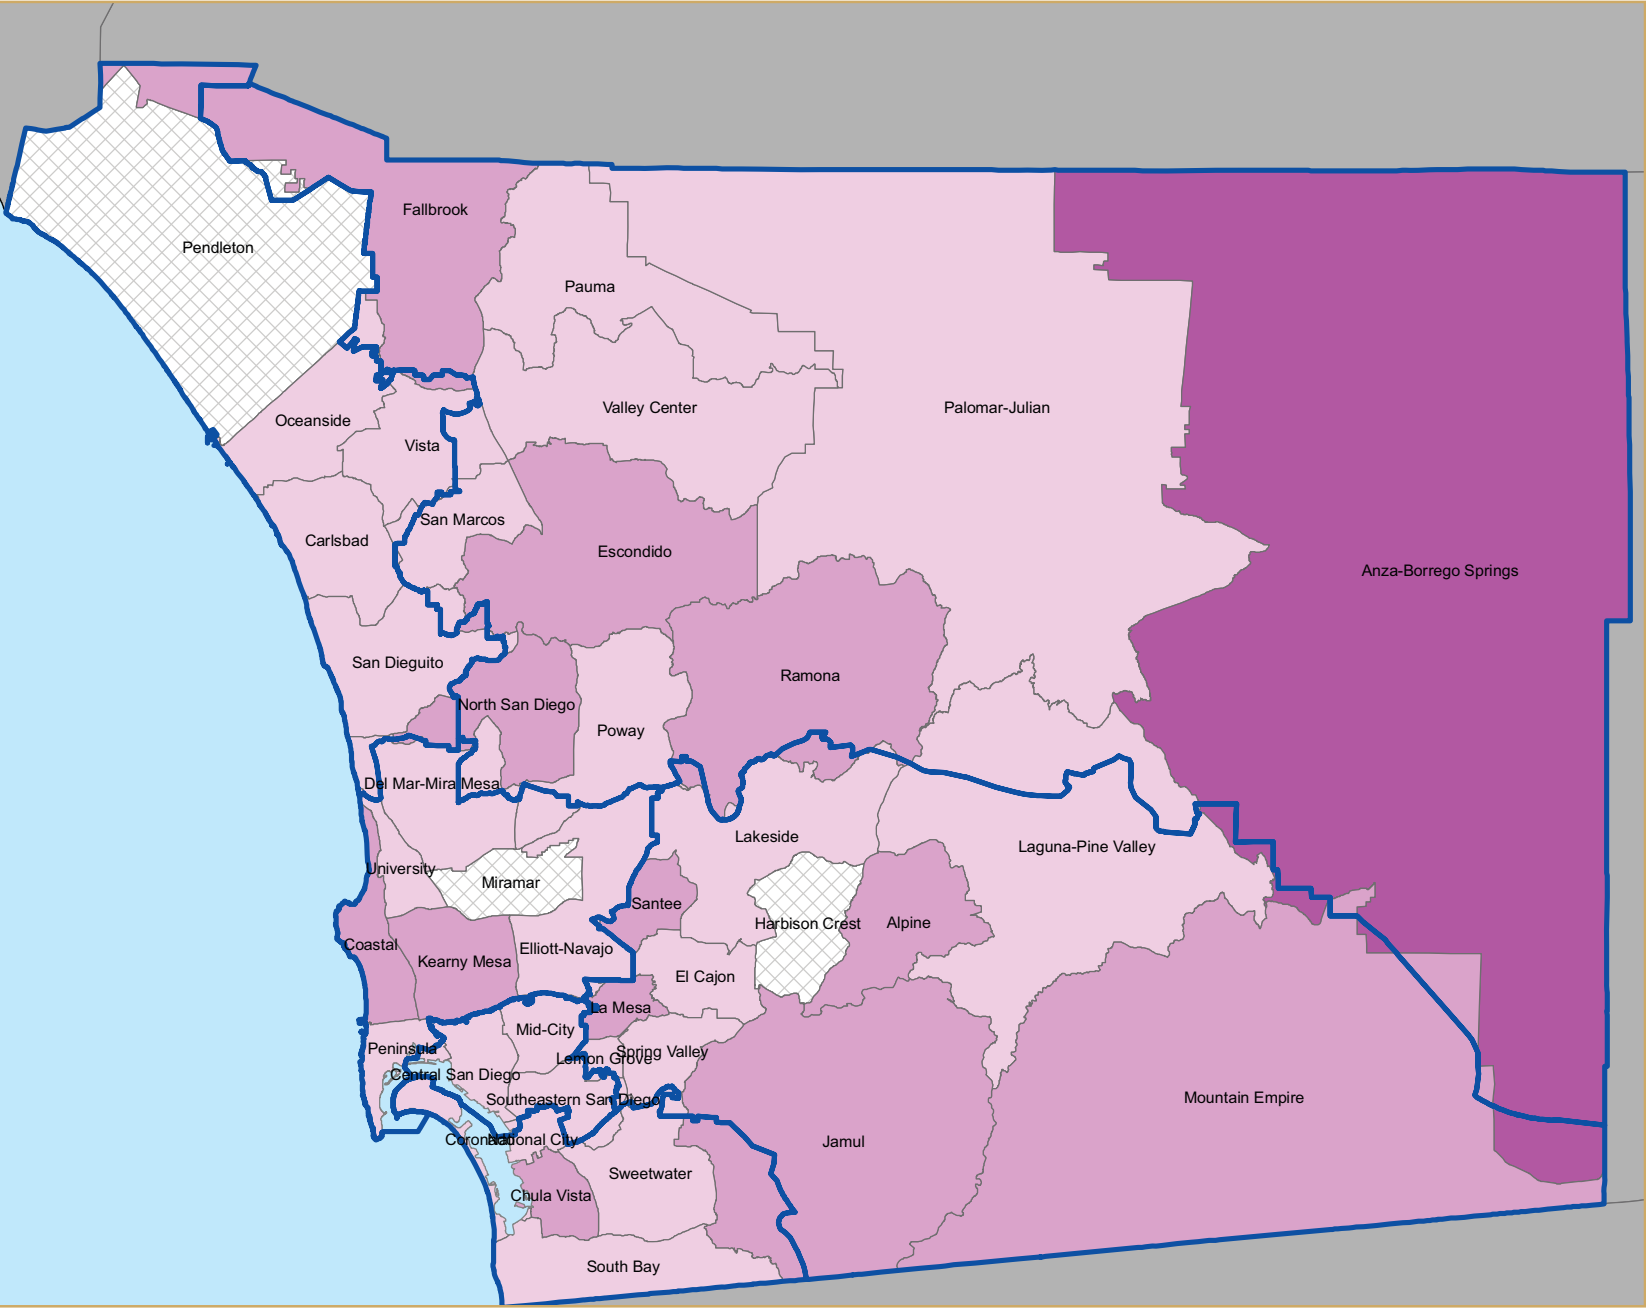 Fallbrook
Pendleton
Pauma
Valley Center
Palomar-Julian
Oceanside
Vista
San Marcos
Carlsbad
Escondido
Anza-Borrego Springs
San Dieguito
Ramona
North San Diego
Poway
Del Mar-Mira Mesa
Lakeside
Laguna-Pine Valley
University
Miramar
Santee
Harbison Crest
Alpine
Coastal
Elliott-Navajo
Kearny Mesa
El Cajon
La Mesa
Mid-City
Peninsula
Spring Valley
Lemon Grove
Central San Diego
Southeastern San Diego
Mountain Empire
Coronado
National City
Jamul
Sweetwater
Chula Vista
South Bay